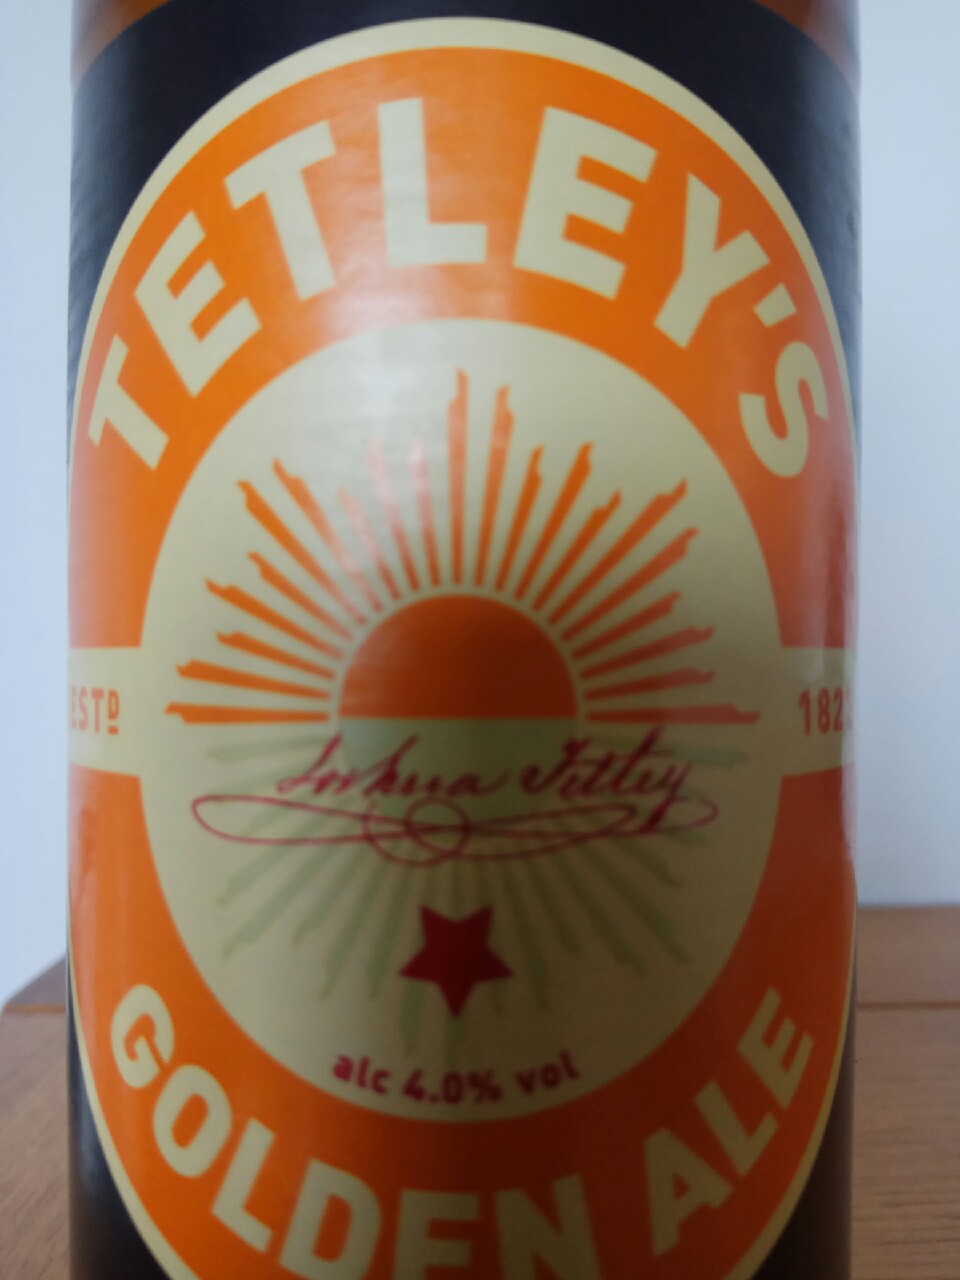 TETLEY'S
ESTD
Joshua Tetley
alc 4.0% vol
GOLDEN ALE